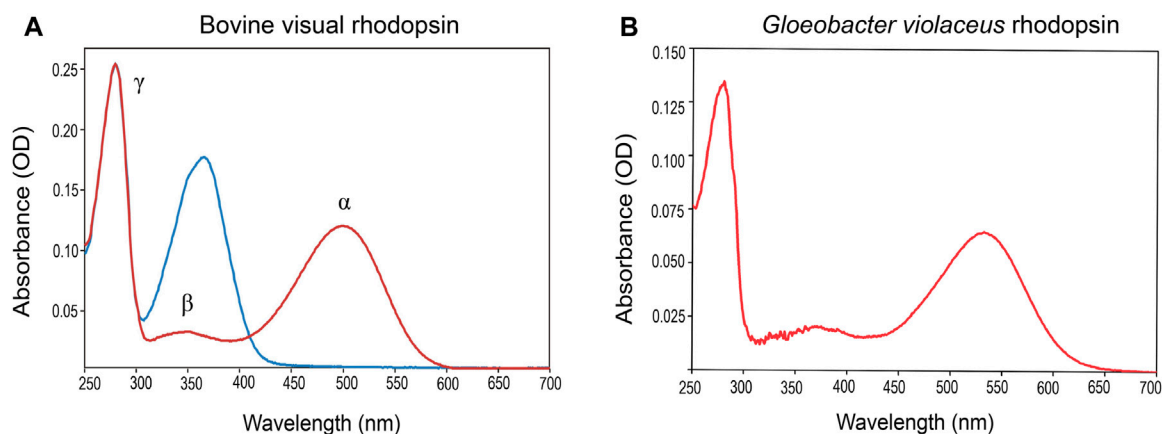 A
Bovine visual rhodopsin
Absorbance (OD)
0.25
0.20
0.15
0.10
0.05
γ
β
α
250
300
350
400
450
500
550
600
700
Wavelength (nm)
B
Gloeobacter violaceus rhodopsin
Absorbance (OD)
0.150
0.125
0.100
0.075
0.050
0.025
250
300
350
400
450
500
550
600
650
700
Wavelength (nm)